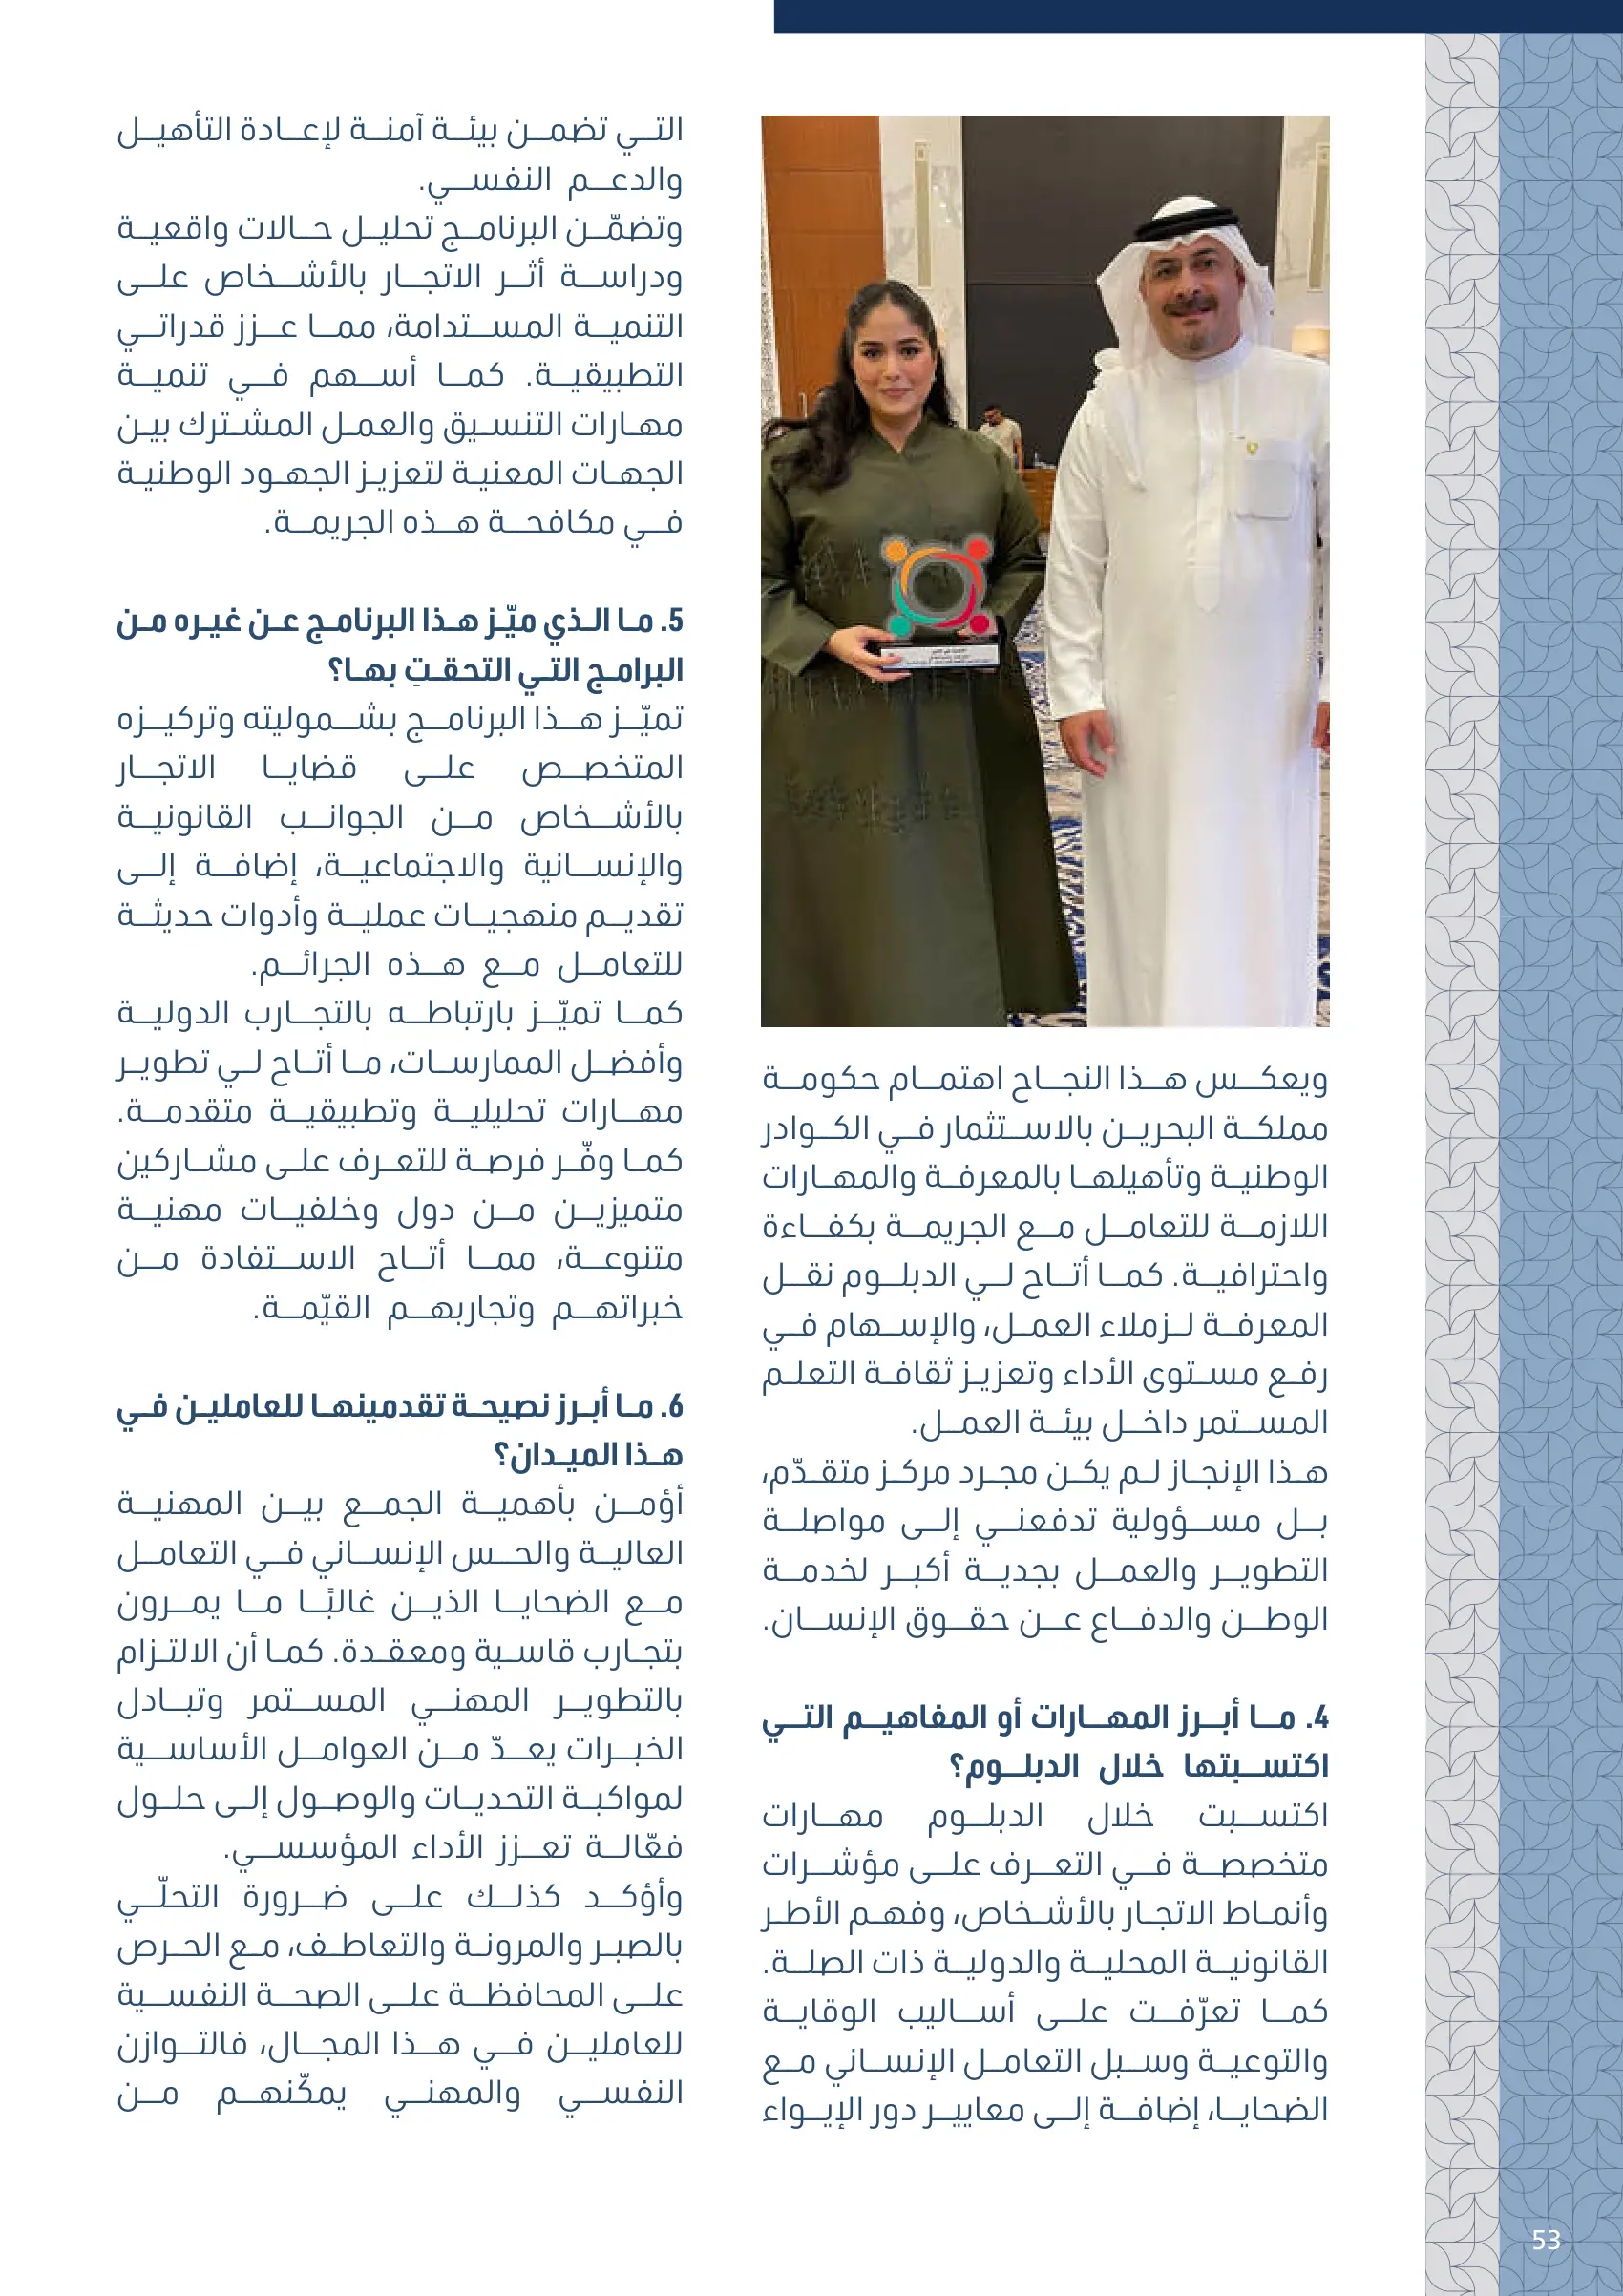 ويعكس هذا النجاح اهتمام حكومة
مملكة البحرين بالاستثمار في الكوادر
الوطنية وتأهيلها بالمعرفة والمهارات
اللازمة للتعامل مع الجريمة بكفاءة
واحترافية. كما أتاح لي الدبلوم نقل
المعرفة لزملاء العمل، والإسهام في
رفع مستوى الأداء وتعزيز ثقافة التعلم
المستمر داخل بيئة العمل.
هذا الإنجاز لم يكن مجرد مركز متقدّم،
بل مسؤولية تدفعني إلى مواصلة
التطوير والعمل بجدية أكبر لخدمة
الوطن والدفاع عن حقوق الإنسان.
4. ما أبرز المهارات أو المفاهيم التي
اكتسبتها خلال الدبلوم؟
اكتسبت خلال الدبلوم مهارات
متخصصة في التعرف على مؤشرات
وأنماط الاتجار بالأشخاص، وفهم الأطر
القانونية المحلية والدولية ذات الصلة.
كما تعرّفت على أساليب الوقاية
والتوعية وسبل التعامل الإنساني مع
الضحايا، إضافة إلى معايير دور الإيواء
التي تضمن بيئة آمنة لإعادة التأهيل
والدعم النفسي.
وتضمّن البرنامج تحليل حالات واقعية
ودراسة أثر الاتجار بالأشخاص على
التنمية المستدامة، مما عزز قدراتي
التطبيقية. كما أسهم في تنمية
مهارات التنسيق والعمل المشترك بين
الجهات المعنية لتعزيز الجهود الوطنية
في مكافحة هذه الجريمة.
5. ما الذي ميّز هذا البرنامج عن غيره من
البرامج التي التحقتِ بها؟
تميّز هذا البرنامج بشموليته وتركيزه
المتخصص على قضايا الاتجار
بالأشخاص من الجوانب القانونية
والإنسانية والاجتماعية، إضافة إلى
تقديم منهجيات عملية وأدوات حديثة
للتعامل مع هذه الجرائم.
كما تميّز بارتباطه بالتجارب الدولية
وأفضل الممارسات، ما أتاح لي تطوير
مهارات تحليلية وتطبيقية متقدمة.
كما وفّر فرصة للتعرف على مشاركين
متميزين من دول وخلفيات مهنية
متنوعة، مما أتاح الاستفادة من
خبراتهم وتجاربهم القيّمة.
6. ما أبرز نصيحة تقدمينها للعاملين في
هذا الميدان؟
أؤمن بأهمية الجمع بين المهنية
العالية والحس الإنساني في التعامل
مع الضحايا الذين غالبًا ما يمرون
بتجارب قاسية ومعقدة. كما أن الالتزام
بالتطوير المهني المستمر وتبادل
الخبرات يعدّ من العوامل الأساسية
لمواكبة التحديات والوصول إلى حلول
فعّالة تعزز الأداء المؤسسي.
وأؤكد كذلك على ضرورة التحلّي
بالصبر والمرونة والتعاطف، مع الحرص
على المحافظة على الصحة النفسية
للعاملين في هذا المجال، فالتوازن
النفسي والمهني يمكّنهم من
53